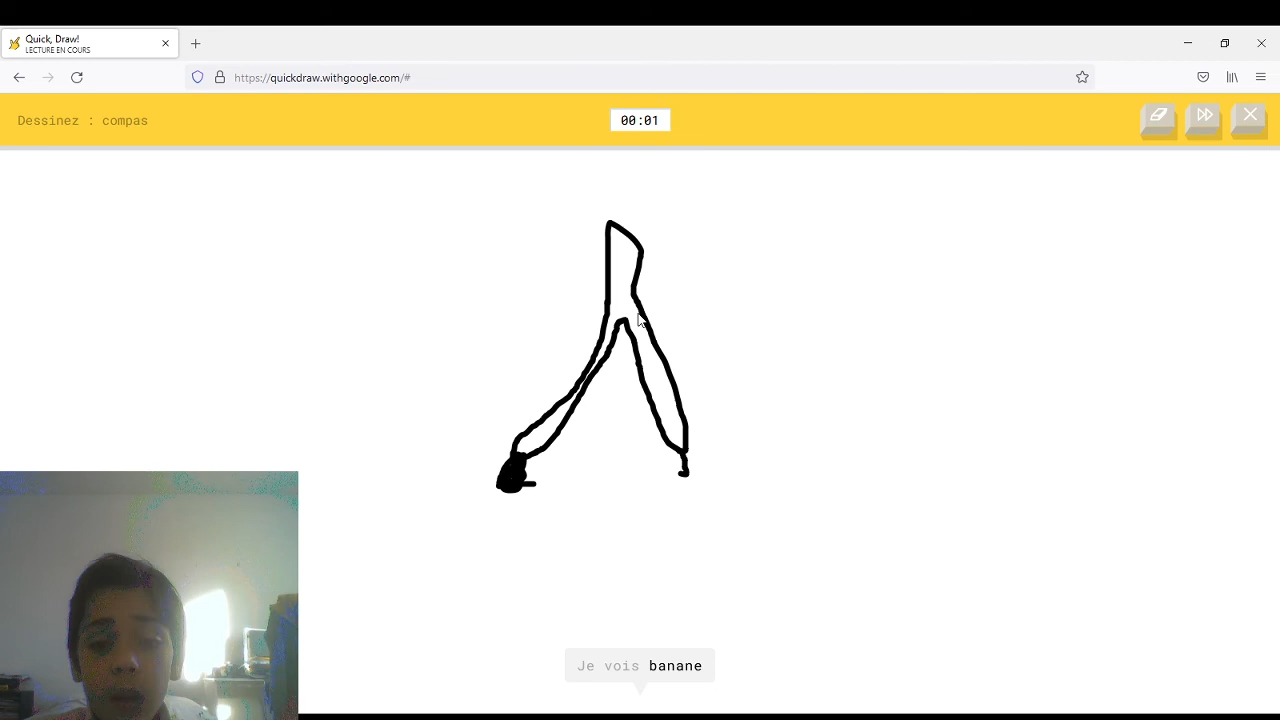 Quick, Draw!
LECTURE EN COURS
https://quickdraw.withgoogle.com/#
Dessinez : compas
00:01
Je vois banane